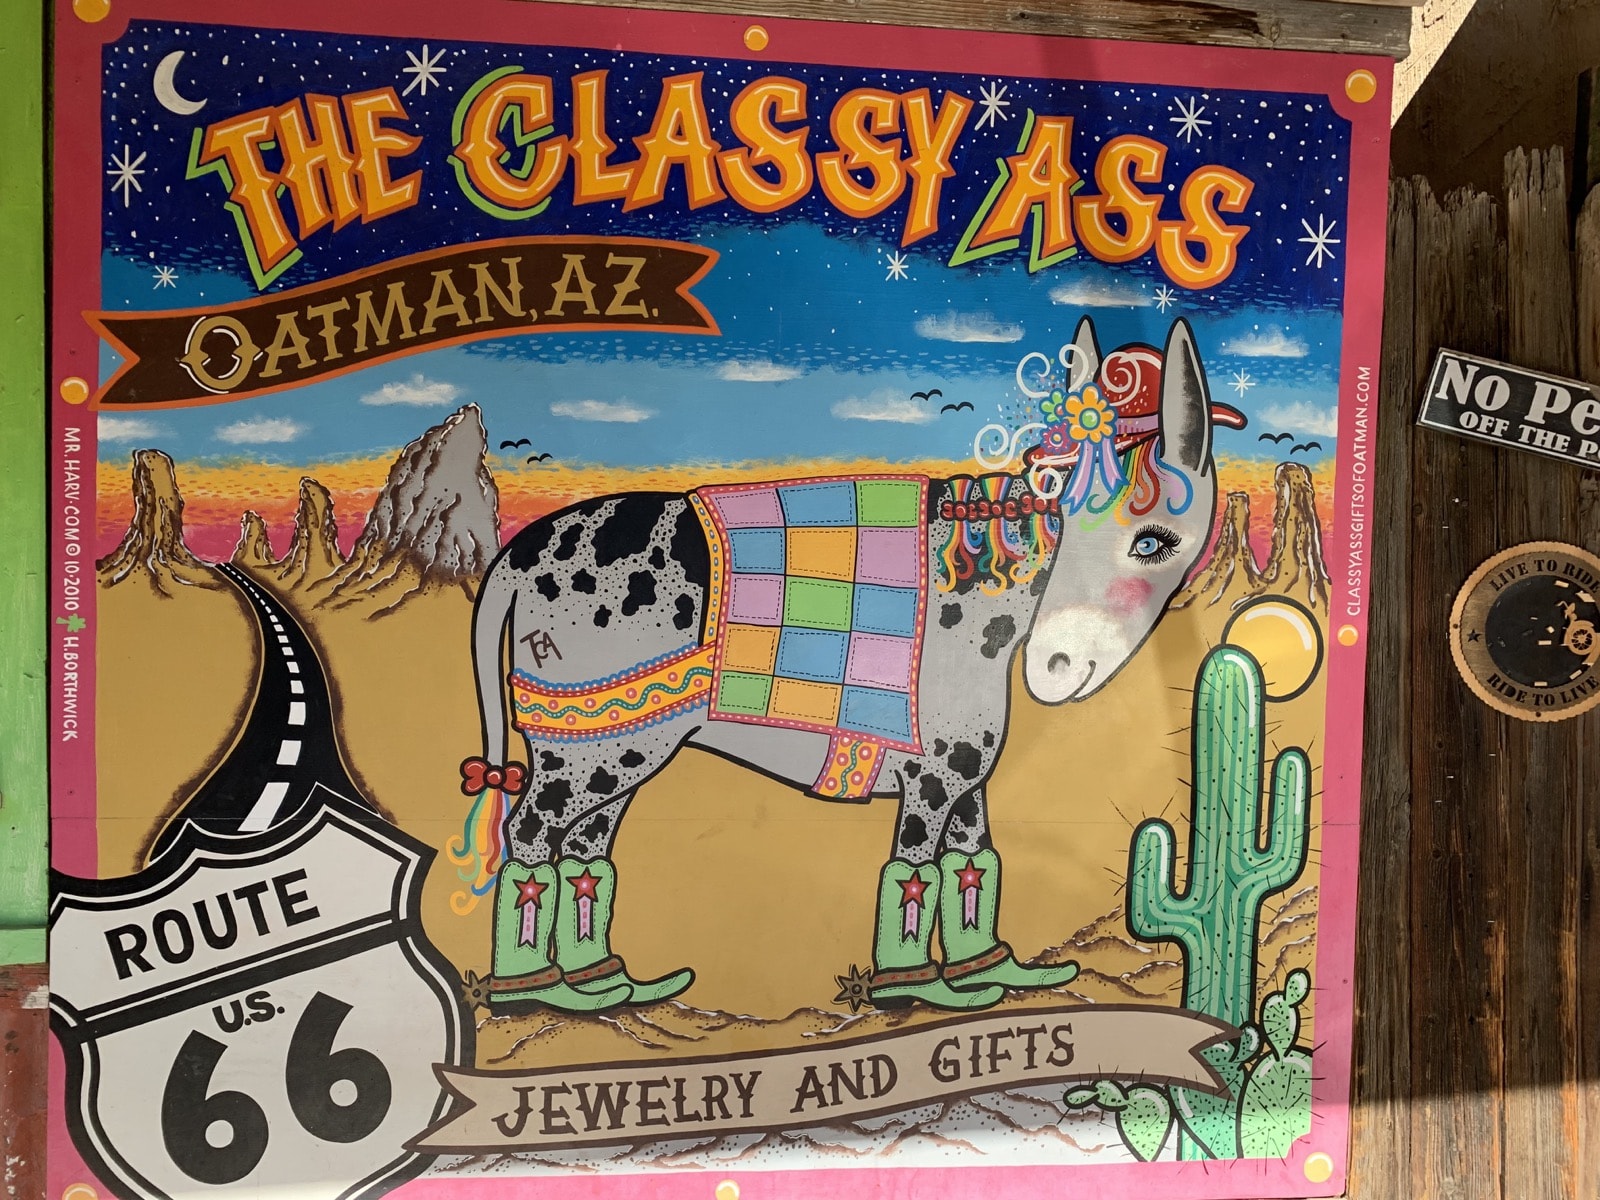 THE CLASSY ASS
OATMAN, AZ.
MR. HARV-COM © 10·2010 ☘ H. BORTHWICK
CLASSYASSGIFTSOFOATMAN.COM
TCA
ROUTE
U.S.
66
JEWELRY AND GIFTS
NO
OFF THE
LIVE TO RIDE
RIDE TO LIVE